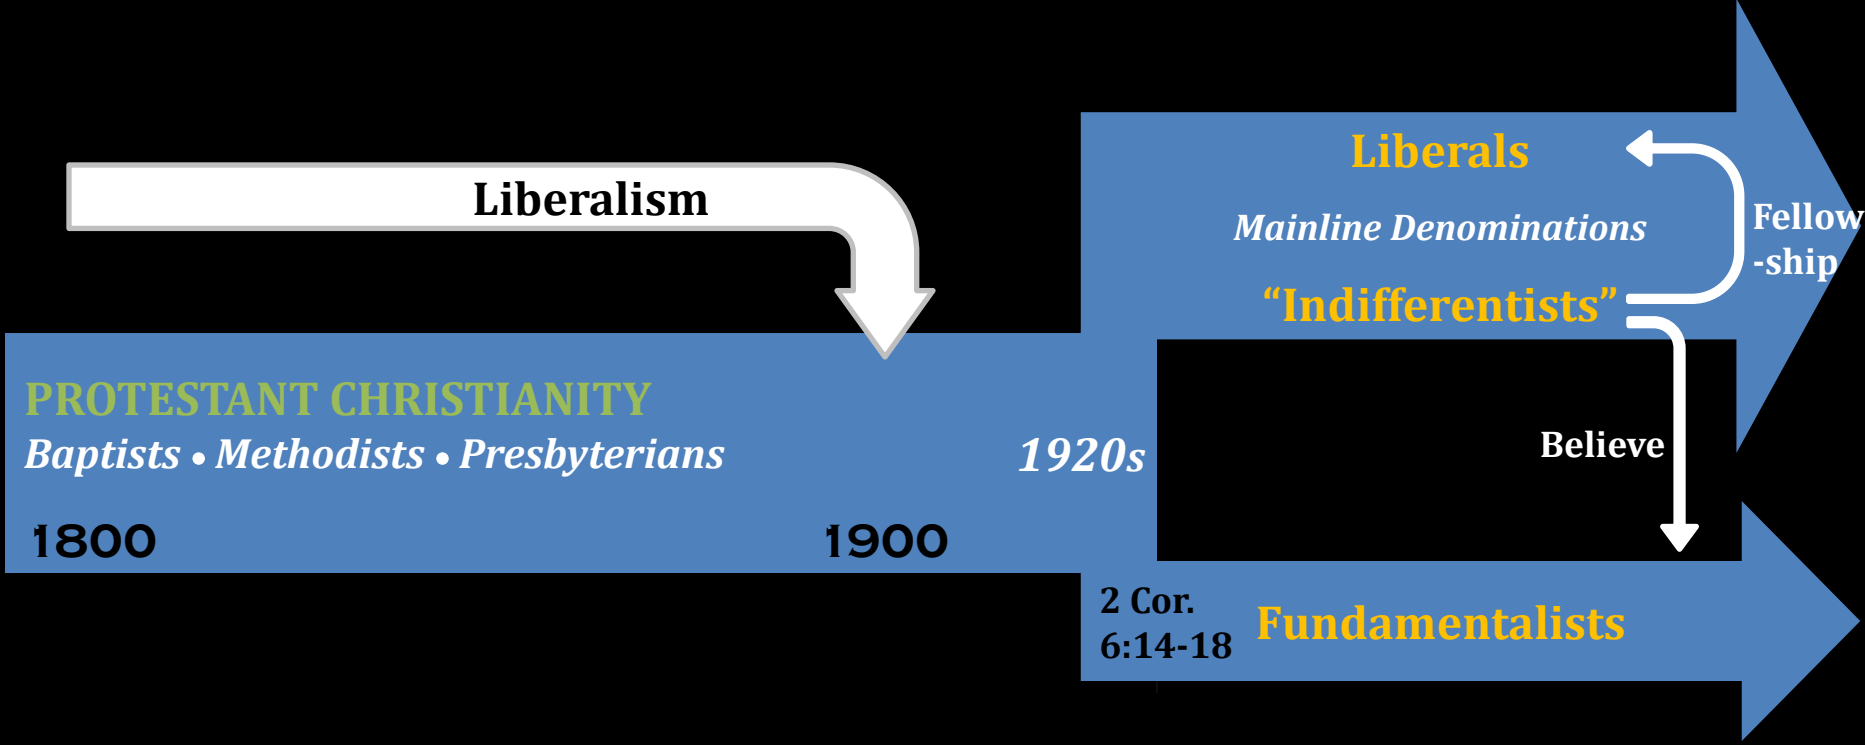 Liberalism
PROTESTANT CHRISTIANITY
Baptists • Methodists • Presbyterians
1920s
1800
1900
Liberals
Mainline Denominations
“Indifferentists”
Fellow
-ship
Believe
2 Cor.
6:14-18
Fundamentalists